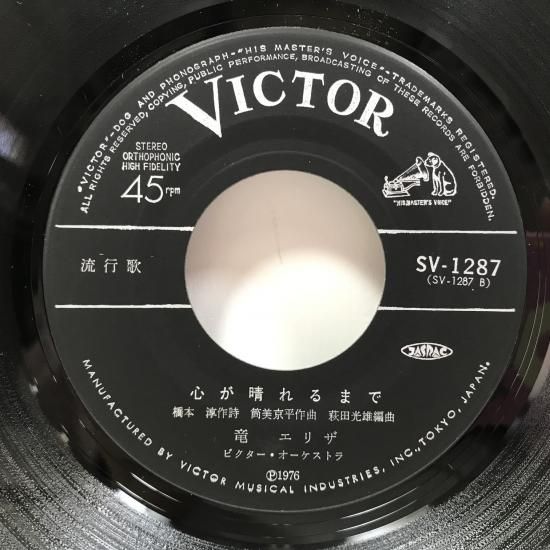 "VICTOR"-DOG AND PHONOGRAPH-"HIS MASTER'S VOICE"-TRADEMARKS REGISTERED.
ALL RIGHTS RESERVED, COPYING, PUBLIC PERFORMANCE, BROADCASTING OF THESE RECORDS ARE FORBIDDEN.
VICTOR
STEREO
ORTHOPHONIC
HIGH FIDELITY
45rpm
"HIS MASTER'S VOICE"
流行歌
SV-1287
(SV-1287 B)
JASRAC
心が晴れるまで
橋本 淳作詩 筒美京平作曲 萩田光雄編曲
竜 エリザ
ビクター・オーケストラ
Ⓟ1976
MANUFACTURED BY VICTOR MUSICAL INDUSTRIES, INC., TOKYO, JAPAN.